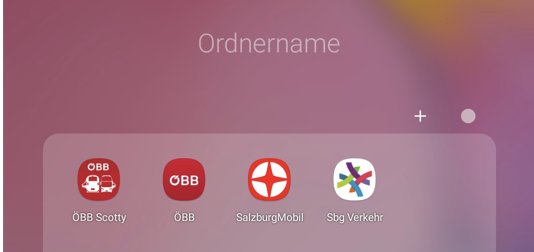 Ordnername
ÖBB
ÖBB
ÖBB Scotty
ÖBB
SalzburgMobil
Sbg Verkehr